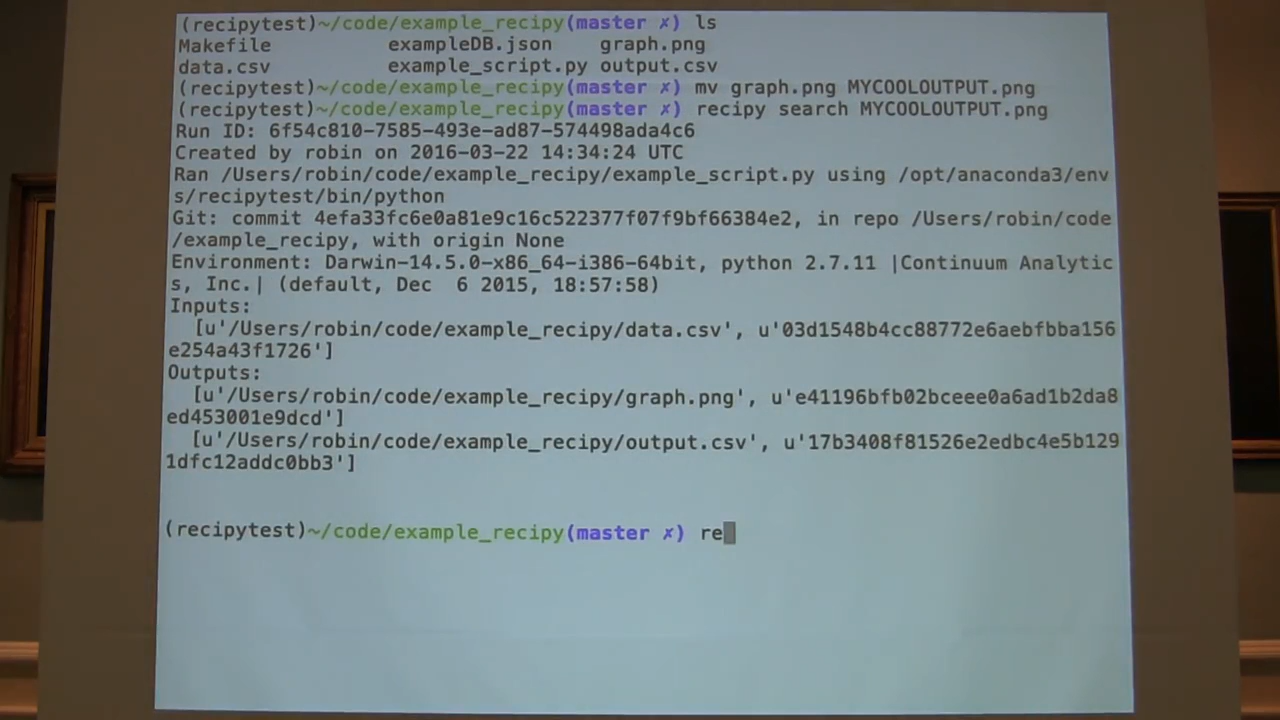 (recipytest)~/code/example_recipy(master ✗) ls
Makefile exampleDB.json graph.png
data.csv example_script.py output.csv
(recipytest)~/code/example_recipy(master ✗) mv graph.png MYCOOLOUTPUT.png
(recipytest)~/code/example_recipy(master ✗) recipy search MYCOOLOUTPUT.png
Run ID: 6f54c810-7585-493e-ad87-574498ada4c6
Created by robin on 2016-03-22 14:34:24 UTC
Ran /Users/robin/code/example_recipy/example_script.py using /opt/anaconda3/env
s/recipytest/bin/python
Git: commit 4efa33fc6e0a81e9c16c522377f07f9bf66384e2, in repo /Users/robin/code
/example_recipy, with origin None
Environment: Darwin-14.5.0-x86_64-i386-64bit, python 2.7.11 |Continuum Analytic
s, Inc.| (default, Dec  6 2015, 18:57:58)
Inputs:
[u'/Users/robin/code/example_recipy/data.csv', u'03d1548b4cc88772e6aebfbba156
e254a43f1726']
Outputs:
[u'/Users/robin/code/example_recipy/graph.png', u'e41196bfb02bceee0a6ad1b2da8
ed453001e9dcd']
[u'/Users/robin/code/example_recipy/output.csv', u'17b3408f81526e2edbc4e5b129
1dfc12addc0bb3']
(recipytest)~/code/example_recipy(master ✗) re